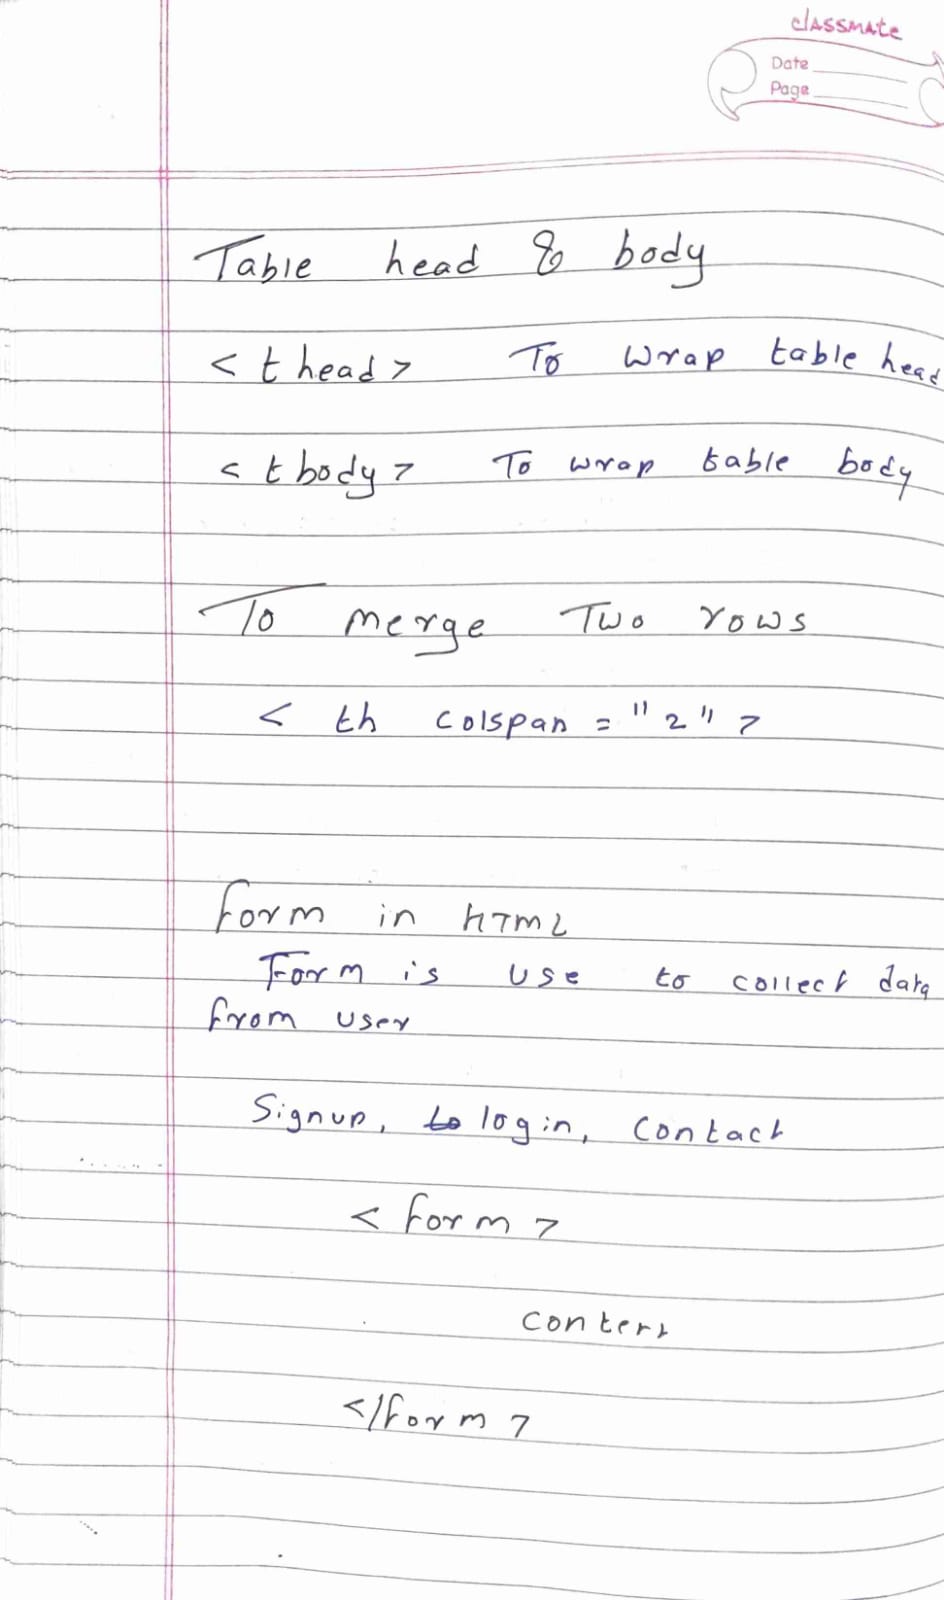 classmate
Date
Page
Table head & body
<thead> To wrap table head
<tbody> To wrap table body
To merge Two rows
< th colspan = "2" >
form in HTML
Form is use to collect data
from user
Signup, to login, contact
< form >
content
</form>